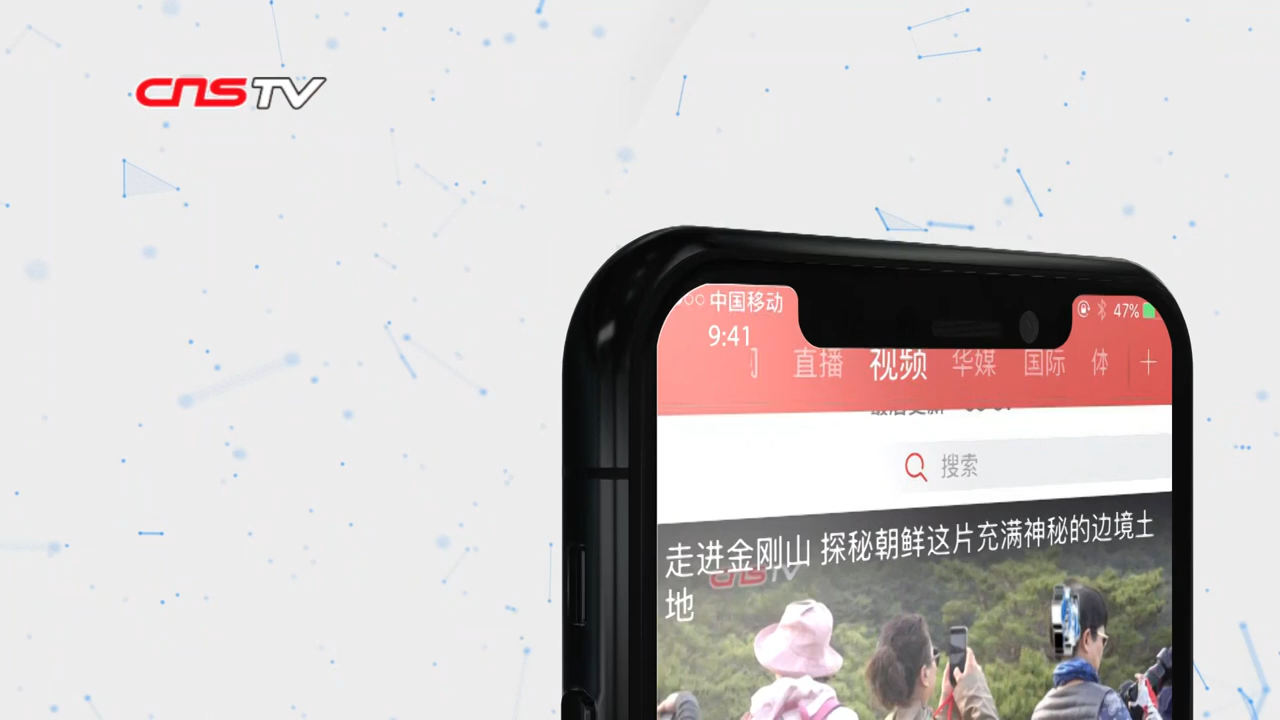 CNSTV
中国移动
47%
9:41
直播 视频 华媒 国际 体 +
搜索
走进金刚山 探秘朝鲜这片充满神秘的边境土
地
CNSTV